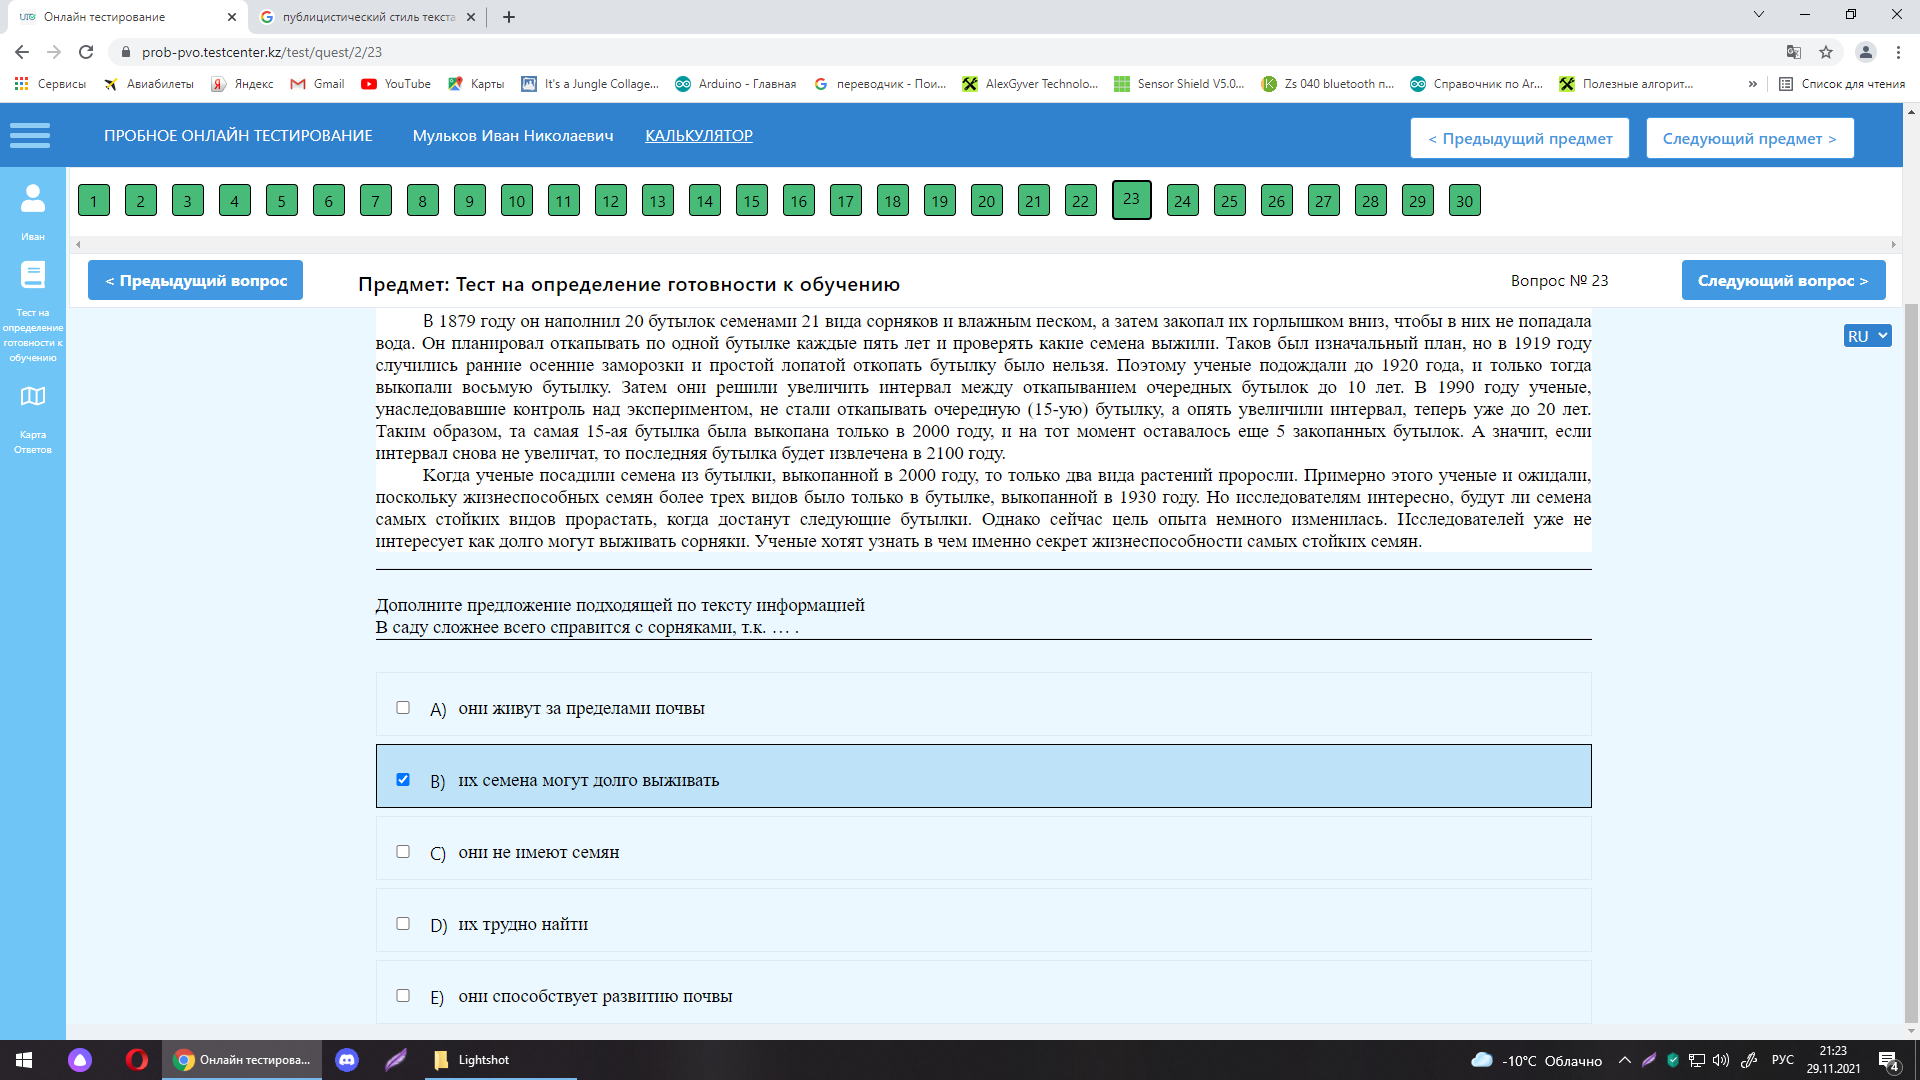 Онлайн тестирование
публицистический стиль текста
prob-pvo.testcenter.kz/test/quest/2/23
Сервисы Авиабилеты Яндекс Gmail YouTube Карты It's a Jungle Collage... Arduino - Главная переводчик - Пои... AlexGyver Technolo... Sensor Shield V5.0... Zs 040 bluetooth п... Справочник по Ar... Полезные алгорит... » Список для чтения
ПРОБНОЕ ОНЛАЙН ТЕСТИРОВАНИЕ Мульков Иван Николаевич КАЛЬКУЛЯТОР < Предыдущий предмет Следующий предмет >
1 2 3 4 5 6 7 8 9 10 11 12 13 14 15 16 17 18 19 20 21 22 23 24 25 26 27 28 29 30
Иван
Тест на
определение
готовности к
обучению
Карта
Ответов
< Предыдущий вопрос Предмет: Тест на определение готовности к обучению Вопрос № 23 Следующий вопрос >
RU
В 1879 году он наполнил 20 бутылок семенами 21 вида сорняков и влажным песком, а затем закопал их горлышком вниз, чтобы в них не попадала
вода. Он планировал откапывать по одной бутылке каждые пять лет и проверять какие семена выжили. Таков был изначальный план, но в 1919 году
случились ранние осенние заморозки и простой лопатой откопать бутылку было нельзя. Поэтому ученые подождали до 1920 года, и только тогда
выкопали восьмую бутылку. Затем они решили увеличить интервал между откапыванием очередных бутылок до 10 лет. В 1990 году ученые,
унаследовавшие контроль над экспериментом, не стали откапывать очередную (15-ую) бутылку, а опять увеличили интервал, теперь уже до 20 лет.
Таким образом, та самая 15-ая бутылка была выкопана только в 2000 году, и на тот момент оставалось еще 5 закопанных бутылок. А значит, если
интервал снова не увеличат, то последняя бутылка будет извлечена в 2100 году.
Когда ученые посадили семена из бутылки, выкопанной в 2000 году, то только два вида растений проросли. Примерно этого ученые и ожидали,
поскольку жизнеспособных семян более трех видов было только в бутылке, выкопанной в 1930 году. Но исследователям интересно, будут ли семена
самых стойких видов прорастать, когда достанут следующие бутылки. Однако сейчас цель опыта немного изменилась. Исследователей уже не
интересует как долго могут выживать сорняки. Ученые хотят узнать в чем именно секрет жизнеспособности самых стойких семян.
Дополните предложение подходящей по тексту информацией
В саду сложнее всего справится с сорняками, т.к. … .
A) они живут за пределами почвы
B) их семена могут долго выживать
C) они не имеют семян
D) их трудно найти
E) они способствует развитию почвы
Онлайн тестирова... Lightshot -10°C Облачно РУС 21:23
29.11.2021 4